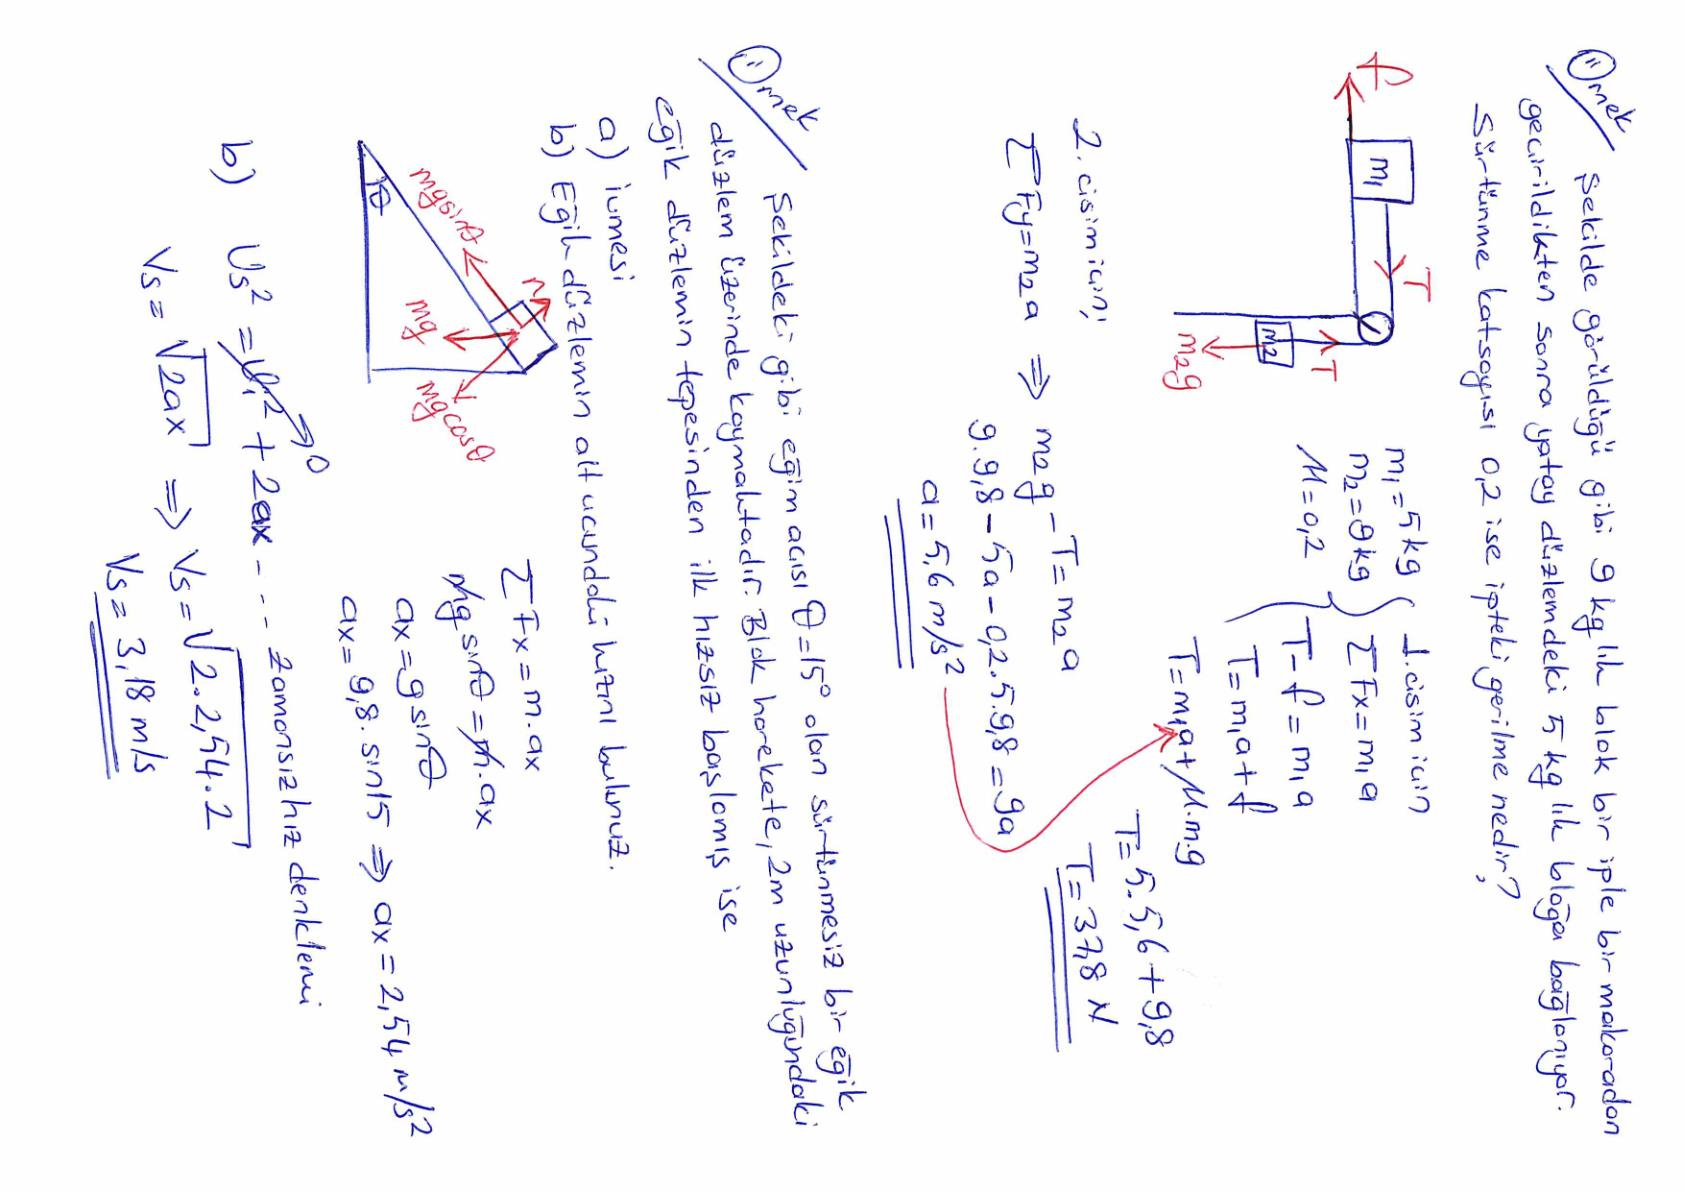 Örnek
Şekilde görüldüğü gibi 9 kg lık blok bir iple bir makaradan
geçirildikten sonra yatay düzlemdeki 5 kg lık bloğa bağlanıyor.
Sürtünme katsayısı 0,2 ise ipteki gerilme nedir?
f
m₁
T
m₂
T
m₂g
m₁=5kg
m₂=9kg
μ=0,2
1. cisim için
ΣFx=m₁a
T-f=m₁a
T=m₁a+f
T=m₁a+μ.m.g
T=5.5,6+9,8
T=37,8 N
2. cisim için;
ΣFy=m₂a ⇒ m₂g-T=m₂a
9.9,8-5a-0,2.5.9,8=9a
a=5,6 m/s²
Örnek
Şekildeki gibi eğim açısı θ=15° olan sürtünmesiz bir eğik
düzlem üzerinde kaymaktadır. Blok harekete, 2m uzunluğundaki
eğik düzlemin tepesinden ilk hızsız başlamış ise
a) ivmesi
b) Eğik düzlemin alt ucundaki hızını bulunuz.
θ
mgsinθ
n
mg
mgcosθ
ΣFx=m.ax
mgsinθ=m.ax
ax=gsinθ
ax=9,8.sin15 ⇒ ax=2,54 m/s²
b) Vs²=Vi²+2ax --- zamansız hız denklemi
0
Vs=√2ax ⇒ Vs=√2.2,54.2
Vs=3,18 m/s